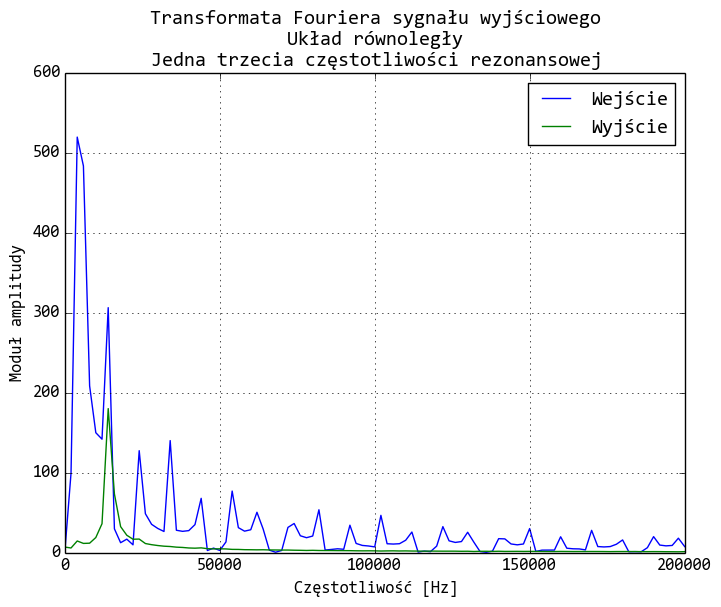 Transformata Fouriera sygnału wyjściowego
Układ równoległy
Jedna trzecia częstotliwości rezonansowej
600
500
400
300
200
100
0
Moduł amplitudy
Wejście
Wyjście
0 50000 100000 150000 200000
Częstotliwość [Hz]